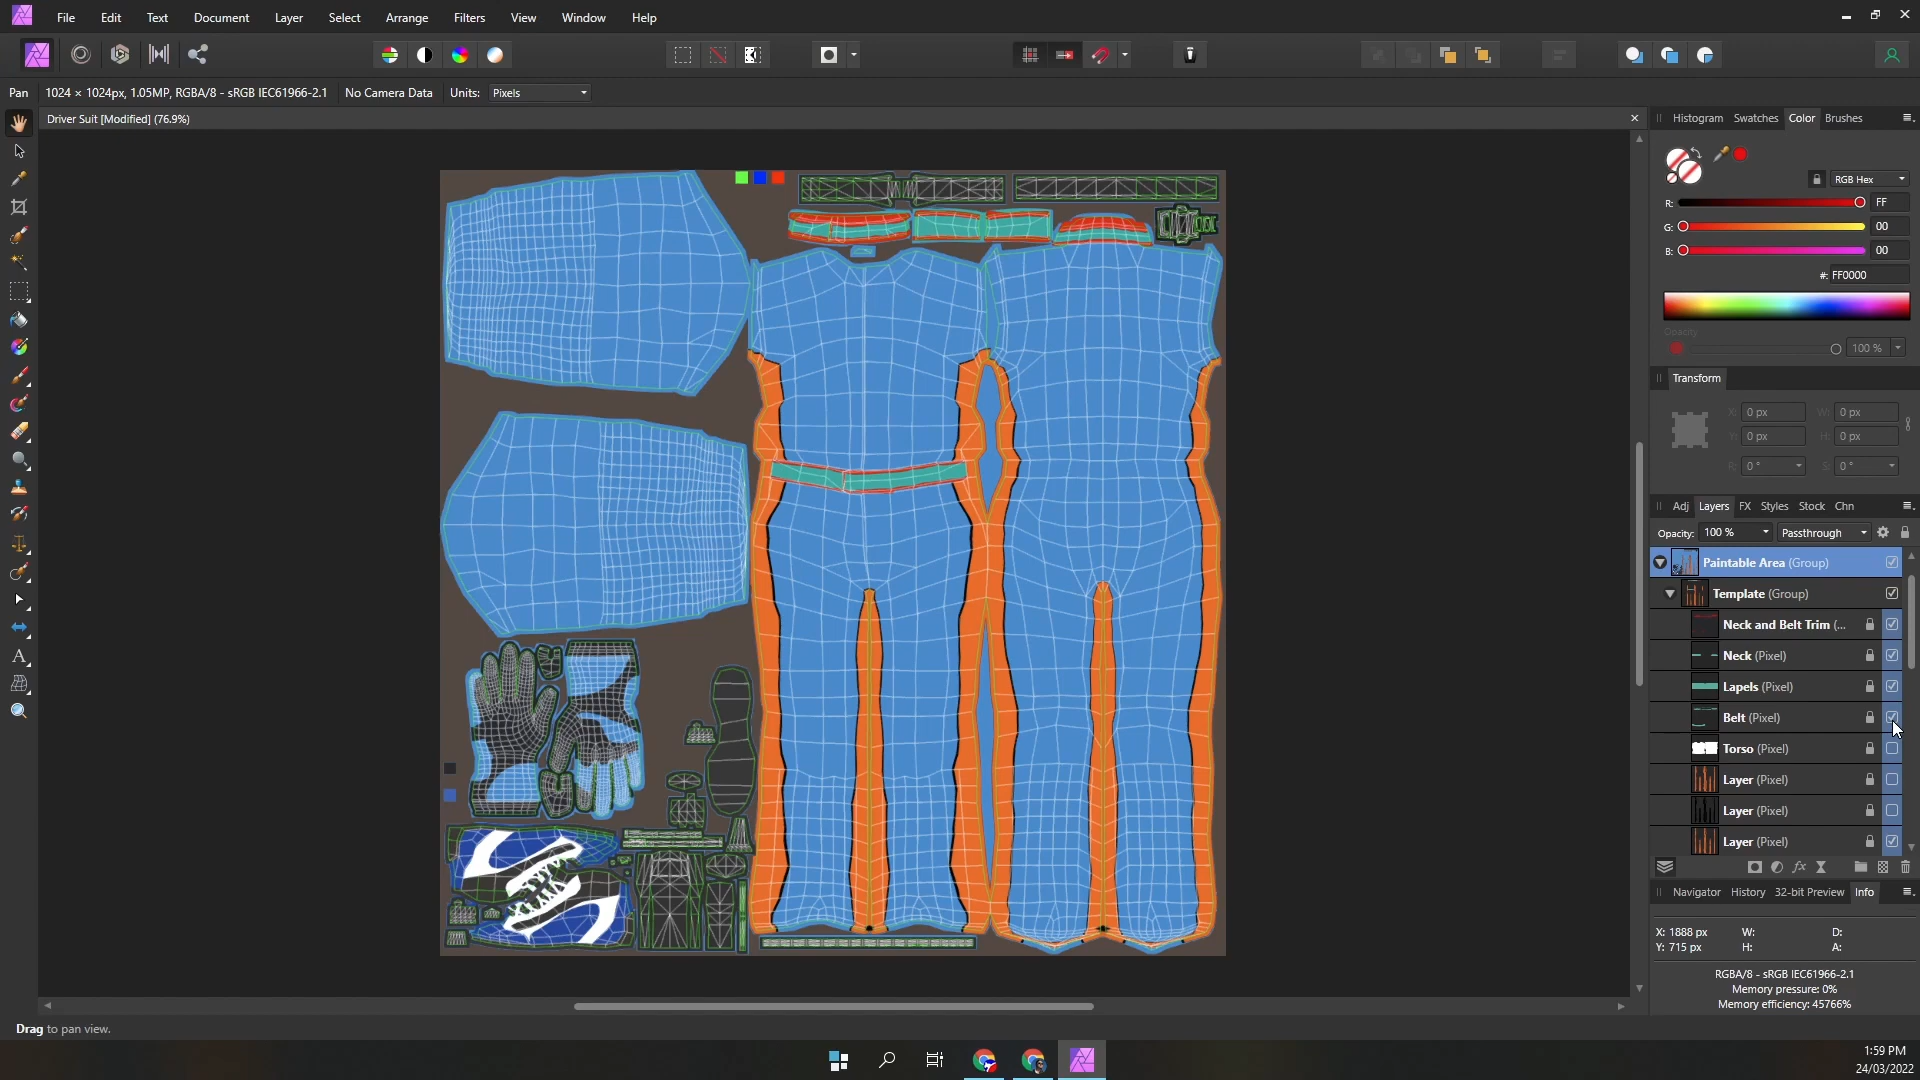 File Edit Text Document Layer Select Arrange Filters View Window Help
Pan 1024 × 1024px, 1.05MP, RGBA/8 - sRGB IEC61966-2.1 No Camera Data Units: Pixels
Driver Suit [Modified] (76.9%)
Histogram Swatches Color Brushes
RGB Hex
R: FF
G: 00
B: 00
#: FF0000
Opacity
100 %
Transform
X: 0 px W: 0 px
Y: 0 px H: 0 px
R: 0 ° S: 0 °
Adj Layers FX Styles Stock Chn
Opacity: 100 % Passthrough
Paintable Area (Group)
Template (Group)
Neck and Belt Trim (...
Neck (Pixel)
Lapels (Pixel)
Belt (Pixel)
Torso (Pixel)
Layer (Pixel)
Layer (Pixel)
Layer (Pixel)
Navigator History 32-bit Preview Info
X: 1888 px W: D:
Y: 715 px H: A:
RGBA/8 - sRGB IEC61966-2.1
Memory pressure: 0%
Memory efficiency: 45766%
Drag to pan view.
1:59 PM
24/03/2022